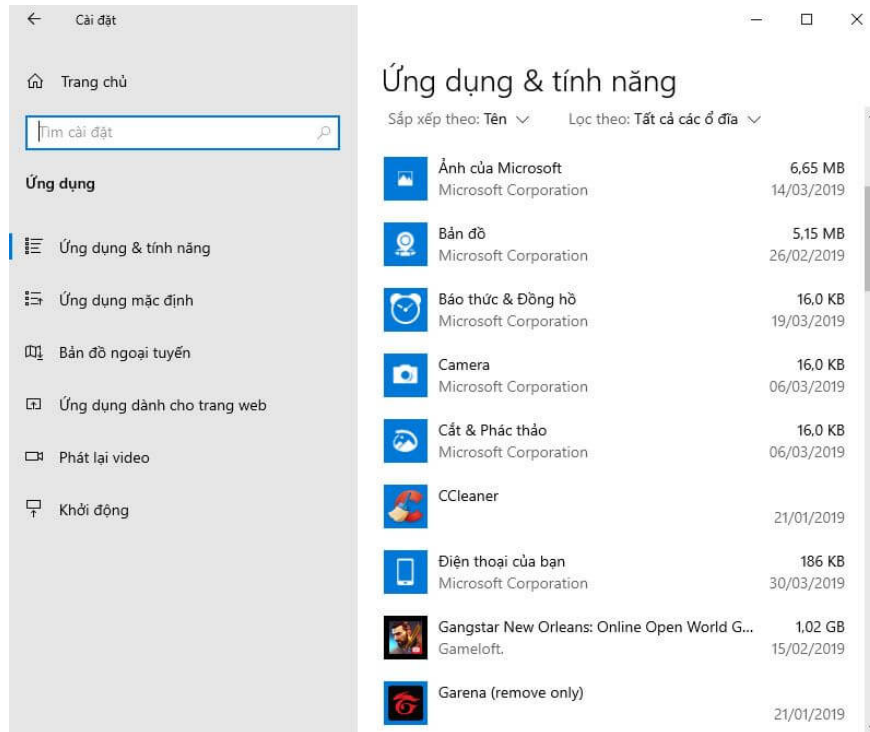 Cài đặt
Trang chủ
Tìm cài đặt
Ứng dụng
Ứng dụng & tính năng
Ứng dụng mặc định
Bản đồ ngoại tuyến
Ứng dụng dành cho trang web
Phát lại video
Khởi động
Ứng dụng & tính năng
Sắp xếp theo: Tên Lọc theo: Tất cả các ổ đĩa
Ảnh của Microsoft 6,65 MB
Microsoft Corporation 14/03/2019
Bản đồ 5,15 MB
Microsoft Corporation 26/02/2019
Báo thức & Đồng hồ 16,0 KB
Microsoft Corporation 19/03/2019
Camera 16,0 KB
Microsoft Corporation 06/03/2019
Cắt & Phác thảo 16,0 KB
Microsoft Corporation 06/03/2019
CCleaner
21/01/2019
Điện thoại của bạn 186 KB
Microsoft Corporation 30/03/2019
Gangstar New Orleans: Online Open World G... 1,02 GB
Gameloft. 15/02/2019
Garena (remove only)
21/01/2019